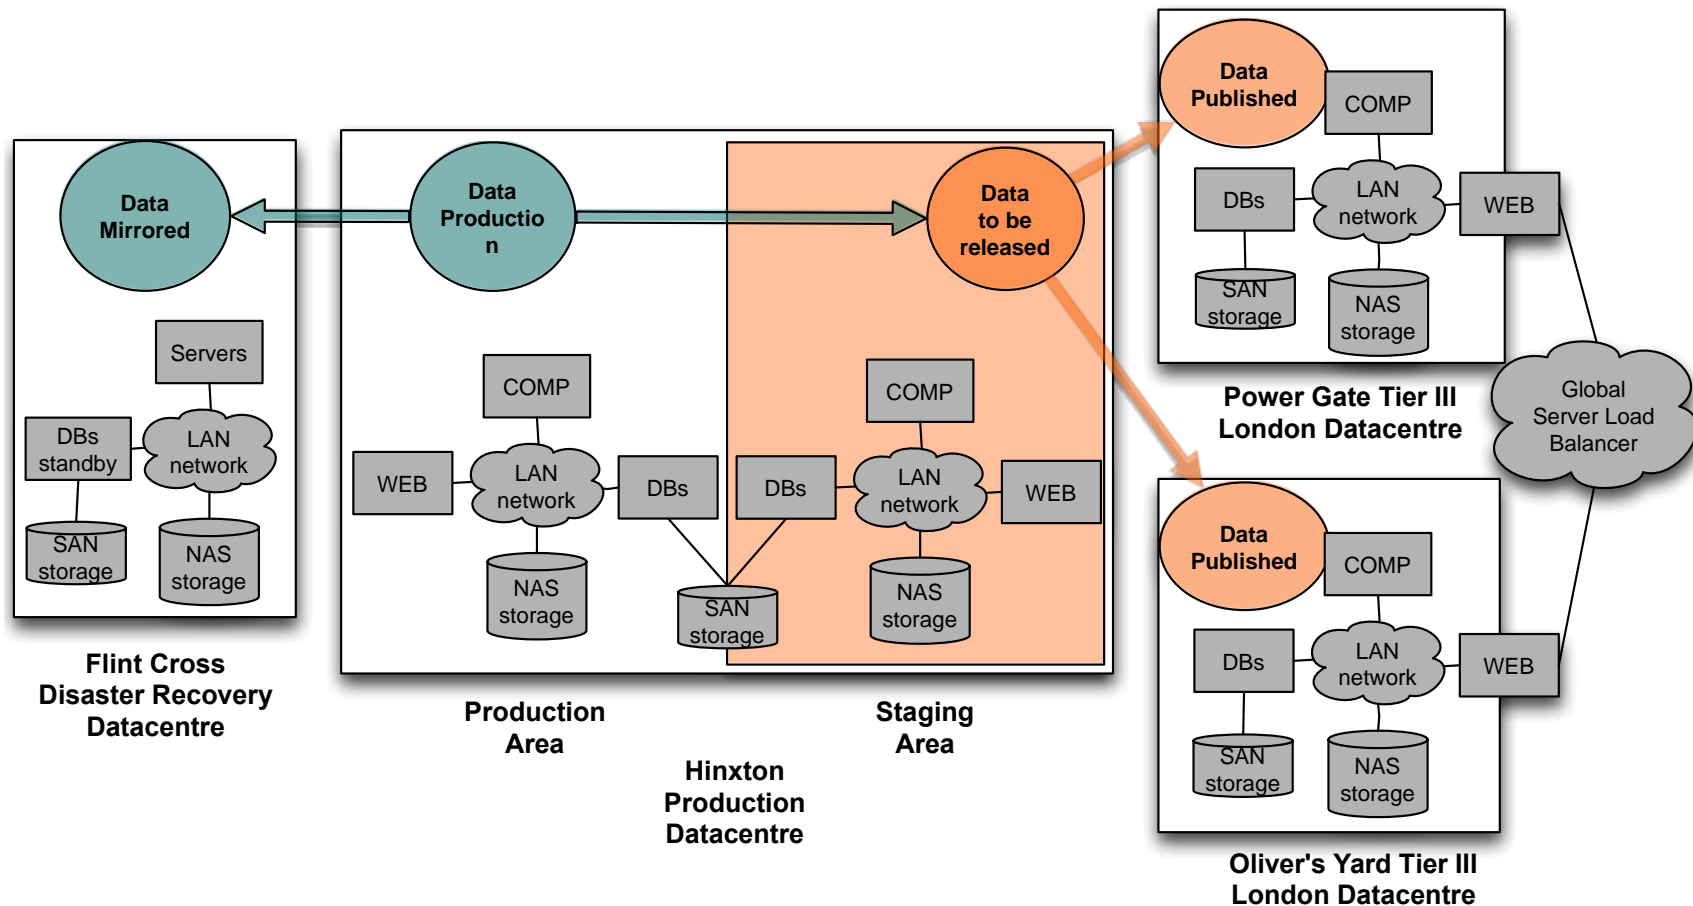 Data
Mirrored
Servers
DBs
standby
LAN
network
SAN
storage
NAS
storage
Flint Cross
Disaster Recovery
Datacentre
Data
Productio
n
COMP
WEB
LAN
network
DBs
NAS
storage
SAN
storage
Production
Area
Data
to be
released
COMP
DBs
LAN
network
WEB
NAS
storage
Staging
Area
Hinxton
Production
Datacentre
Data
Published
COMP
DBs
LAN
network
WEB
SAN
storage
NAS
storage
Power Gate Tier III
London Datacentre
Global
Server Load
Balancer
Data
Published
COMP
DBs
LAN
network
WEB
SAN
storage
NAS
storage
Oliver's Yard Tier III
London Datacentre